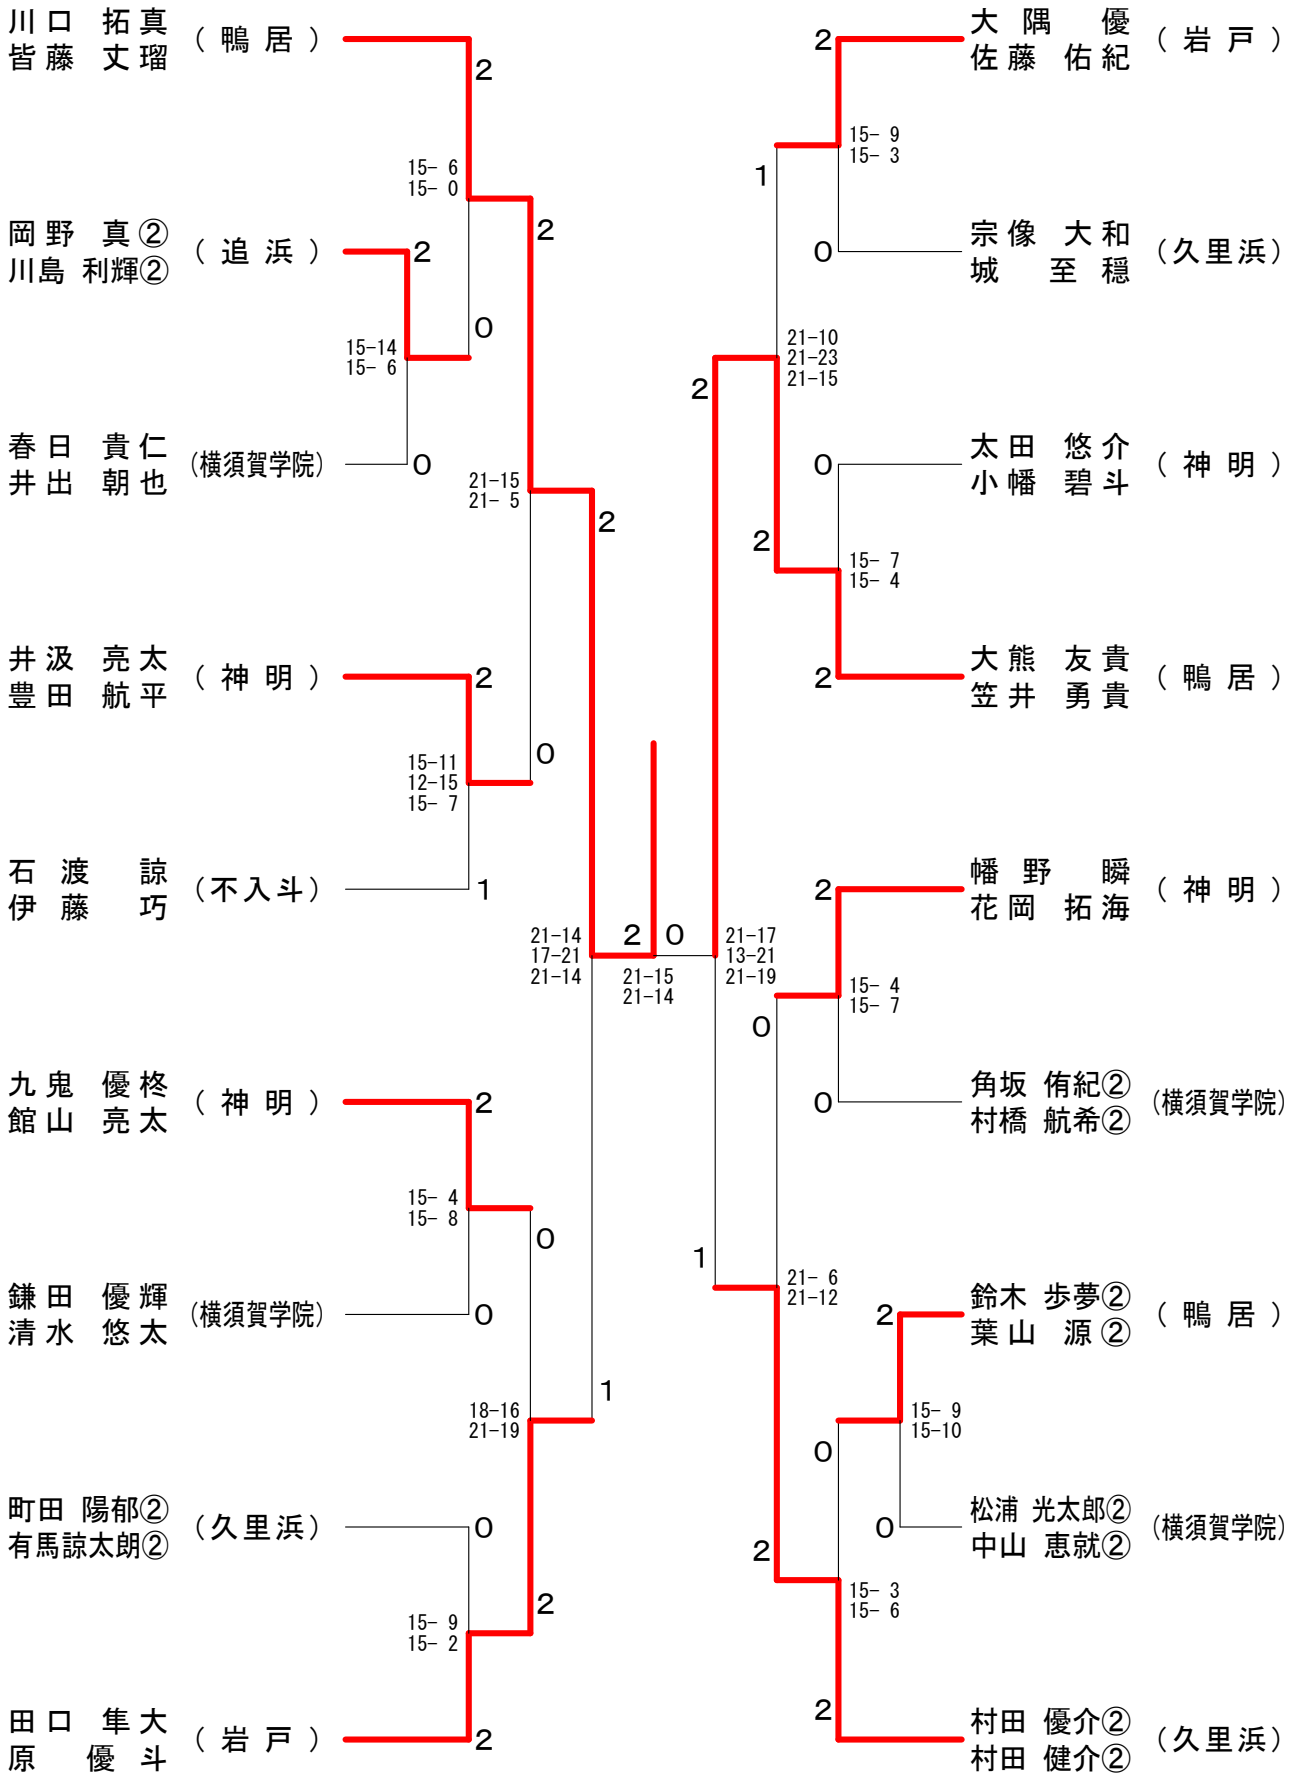 川口 拓真
皆藤 丈瑠
(鴨居)
2
15- 6
15- 0
2
岡野 真②
川島 利輝②
(追浜)
2
0
15-14
15- 6
春日 貴仁
井出 朝也
(横須賀学院)
0
21-15
21- 5
2
井汲 亮太
豊田 航平
(神明)
2
0
15-11
12-15
15- 7
石渡 諒
伊藤 巧
(不入斗)
1
21-14
17-21
21-14
2 0
21-15
21-14
九鬼 優柊
館山 亮太
(神明)
2
15- 4
15- 8
0
鎌田 優輝
清水 悠太
(横須賀学院)
0
1
18-16
21-19
町田 陽郁②
有馬諒太朗②
(久里浜)
0
2
15- 9
15- 2
田口 隼大
原 優斗
(岩戸)
2
2
大隅 優
佐藤 佑紀
(岩戸)
15- 9
15- 3
1
0
宗像 大和
城 至穏
(久里浜)
21-10
21-23
21-15
2
0
太田 悠介
小幡 碧斗
(神明)
2
15- 7
15- 4
2
大熊 友貴
笠井 勇貴
(鴨居)
2
幡野 瞬
花岡 拓海
(神明)
21-17
13-21
21-19
15- 4
15- 7
0
0
角坂 侑紀②
村橋 航希②
(横須賀学院)
1
21- 6
21-12
2
鈴木 歩夢②
葉山 源②
(鴨居)
15- 9
15-10
0
0
松浦 光太郎②
中山 恵就②
(横須賀学院)
2
15- 3
15- 6
2
村田 優介②
村田 健介②
(久里浜)